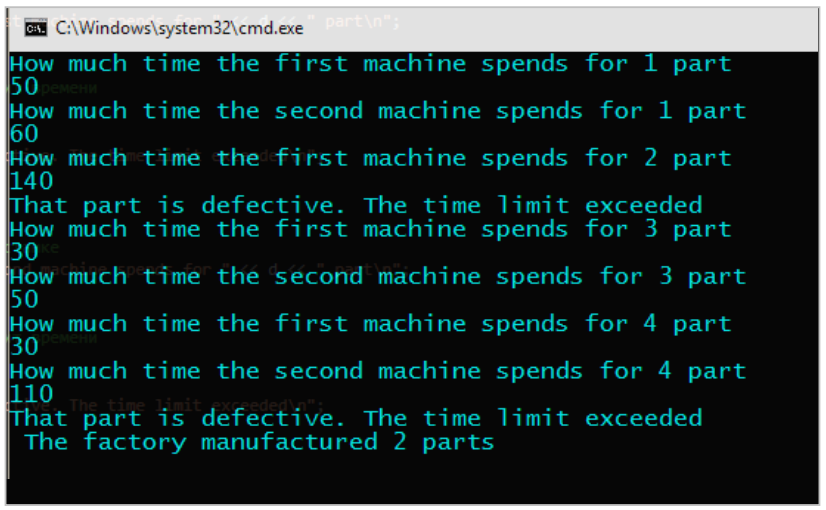 C:\Windows\system32\cmd.exe
How much time the first machine spends for 1 part
50
How much time the second machine spends for 1 part
60
How much time the first machine spends for 2 part
140
That part is defective. The time limit exceeded
How much time the first machine spends for 3 part
30
How much time the second machine spends for 3 part
50
How much time the first machine spends for 4 part
30
How much time the second machine spends for 4 part
110
That part is defective. The time limit exceeded
The factory manufactured 2 parts